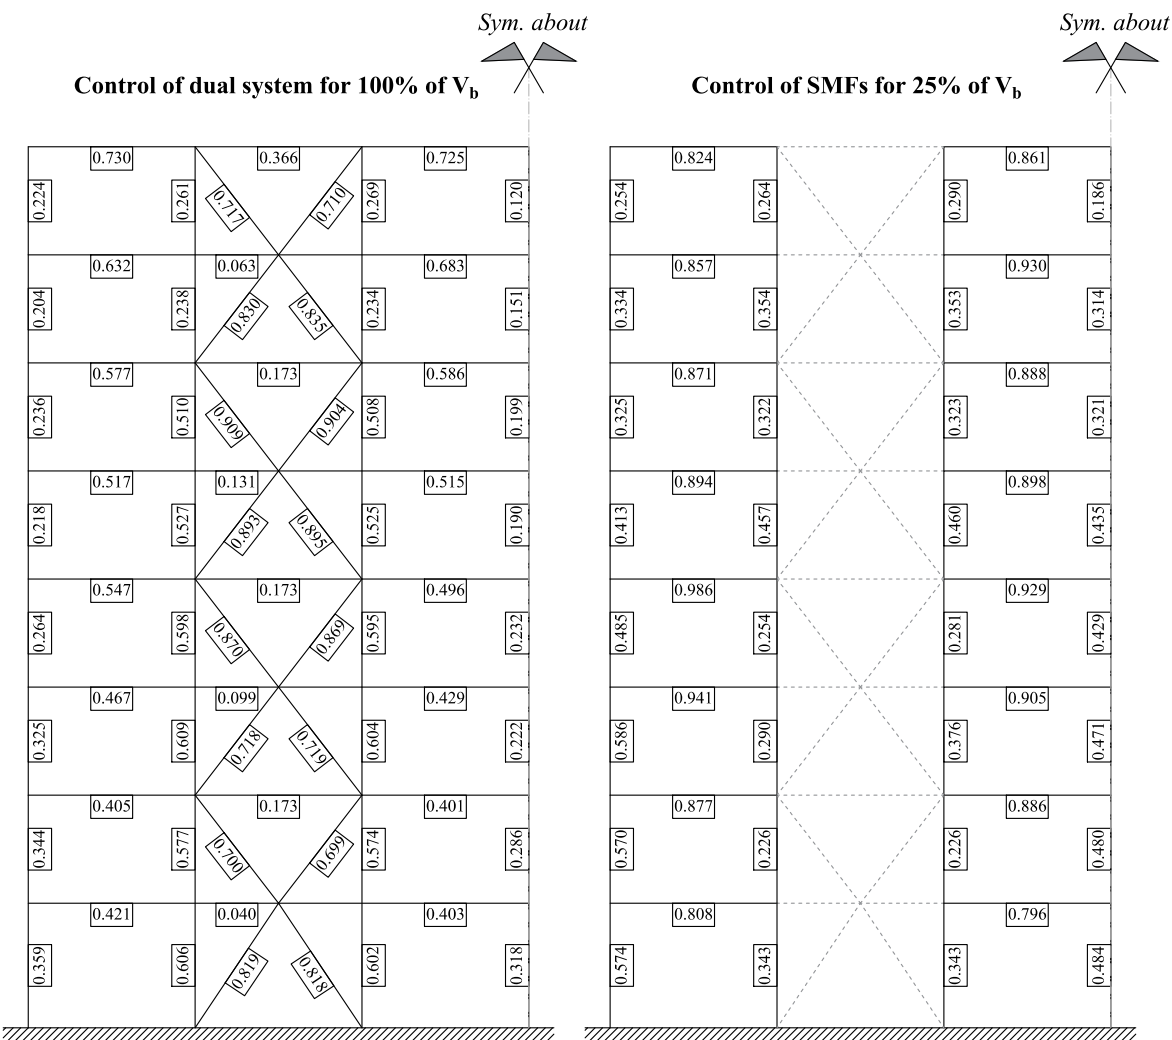 Sym. about
Sym. about
Control of dual system for 100% of Vb
Control of SMFs for 25% of Vb
0.730 0.366 0.725
0.224 0.261 0.717 0.710 0.269 0.120
0.632 0.063 0.683
0.204 0.238 0.830 0.835 0.234 0.151
0.577 0.173 0.586
0.236 0.510 0.909 0.904 0.508 0.199
0.517 0.131 0.515
0.218 0.527 0.893 0.895 0.525 0.190
0.547 0.173 0.496
0.264 0.598 0.870 0.869 0.595 0.232
0.467 0.099 0.429
0.325 0.609 0.718 0.719 0.604 0.222
0.405 0.173 0.401
0.344 0.577 0.700 0.699 0.574 0.286
0.421 0.040 0.403
0.359 0.606 0.819 0.818 0.602 0.318
0.824 0.861
0.254 0.264 0.290 0.186
0.857 0.930
0.334 0.354 0.353 0.314
0.871 0.888
0.325 0.322 0.323 0.321
0.894 0.898
0.413 0.457 0.460 0.435
0.986 0.929
0.485 0.254 0.281 0.429
0.941 0.905
0.586 0.290 0.376 0.471
0.877 0.886
0.570 0.226 0.226 0.480
0.808 0.796
0.574 0.343 0.343 0.484